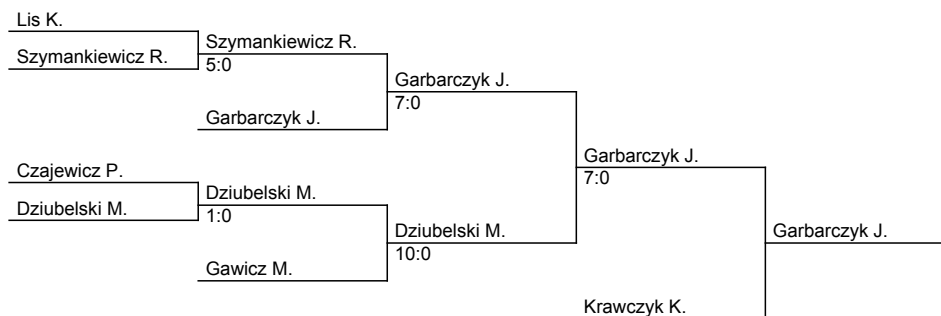 Lis K.
Szymankiewicz R.
Szymankiewicz R.
5:0
Garbarczyk J.
7:0
Garbarczyk J.
Garbarczyk J.
7:0
Czajewicz P.
Dziubelski M.
Dziubelski M.
1:0
Garbarczyk J.
Dziubelski M.
10:0
Gawicz M.
Krawczyk K.